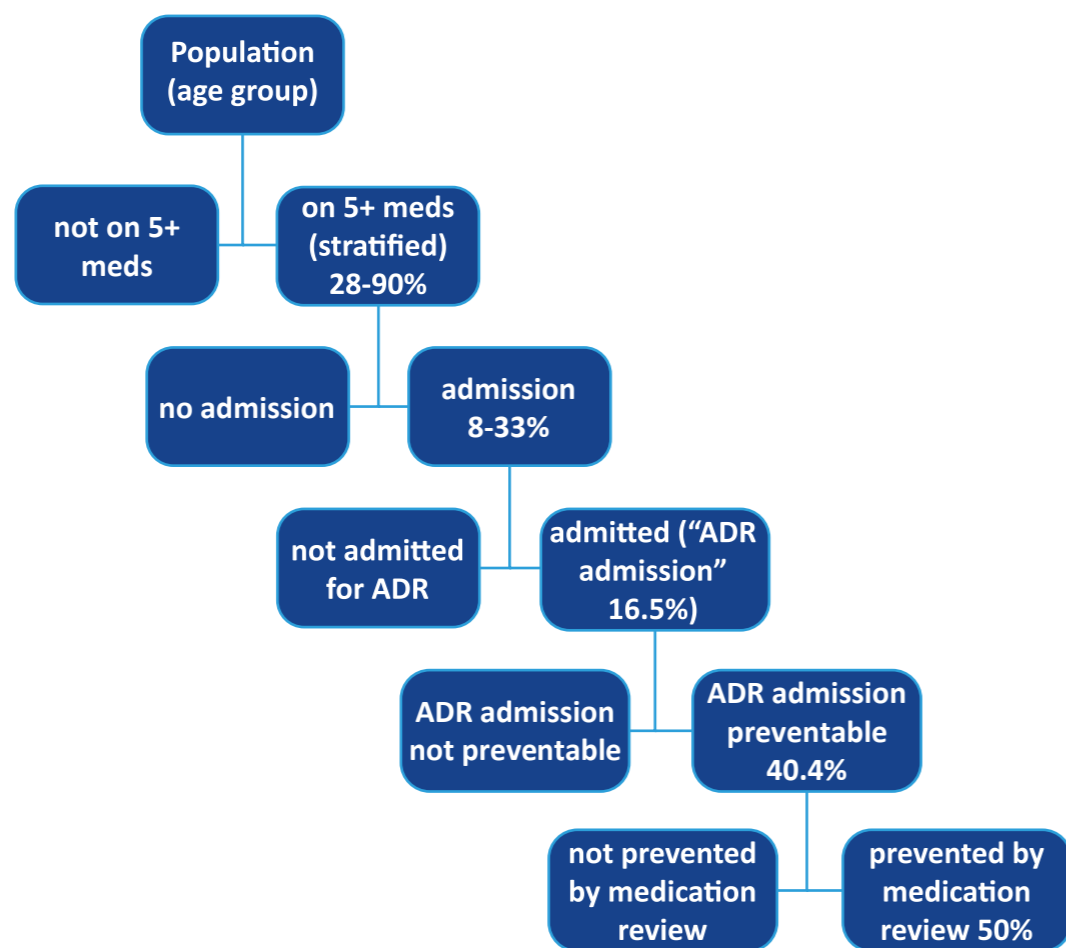 Population
(age group)
not on 5+
meds
on 5+ meds
(stratified)
28-90%
no admission
admission
8-33%
not admitted
for ADR
admitted (“ADR
admission”
16.5%)
ADR admission
not preventable
ADR admission
preventable
40.4%
not prevented
by medication
review
prevented by
medication
review 50%